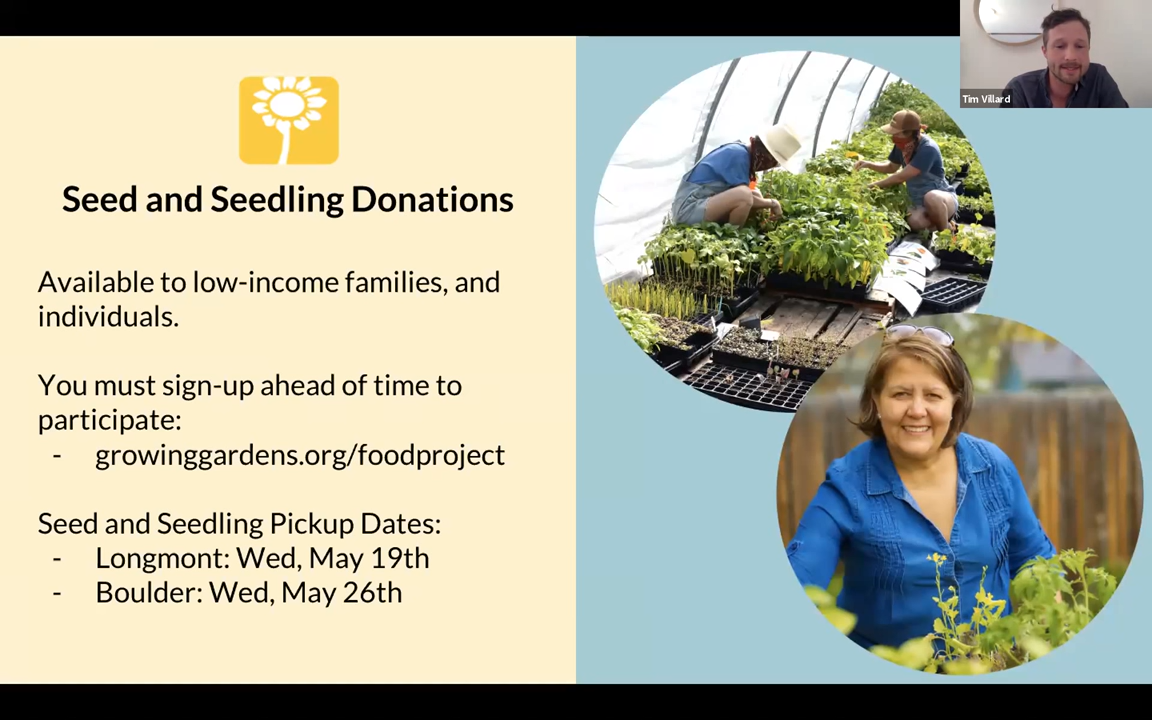 Tim Villard
Seed and Seedling Donations
Available to low-income families, and
individuals.
You must sign-up ahead of time to
participate:
- growinggardens.org/foodproject
Seed and Seedling Pickup Dates:
- Longmont: Wed, May 19th
- Boulder: Wed, May 26th